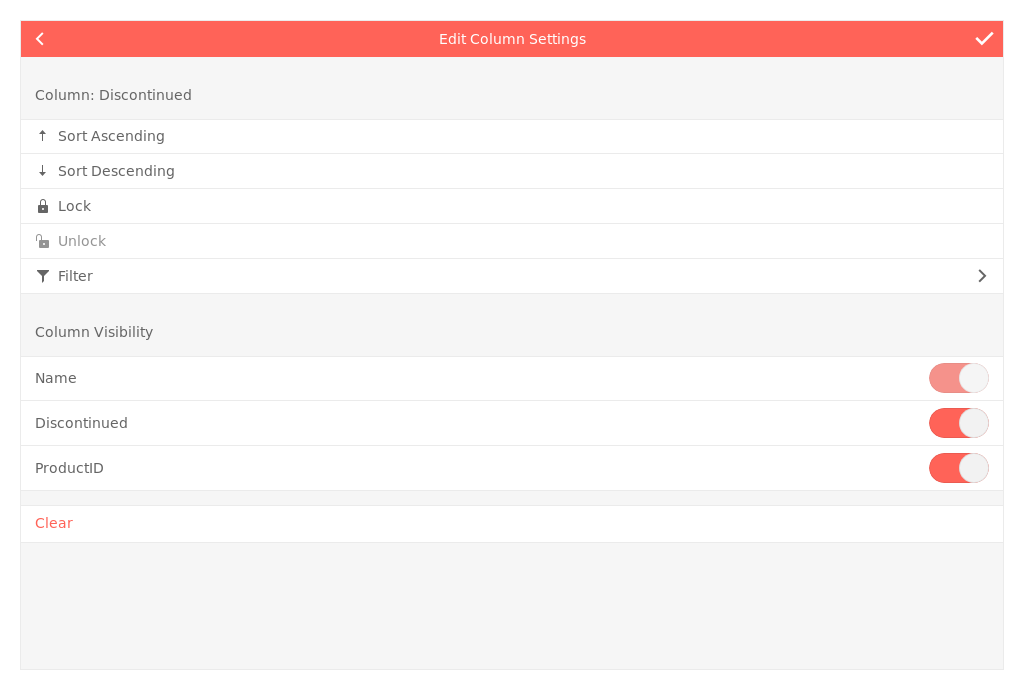 Edit Column Settings
Column: Discontinued
Sort Ascending
Sort Descending
Lock
Unlock
Filter
Column Visibility
Name
Discontinued
ProductID
Clear